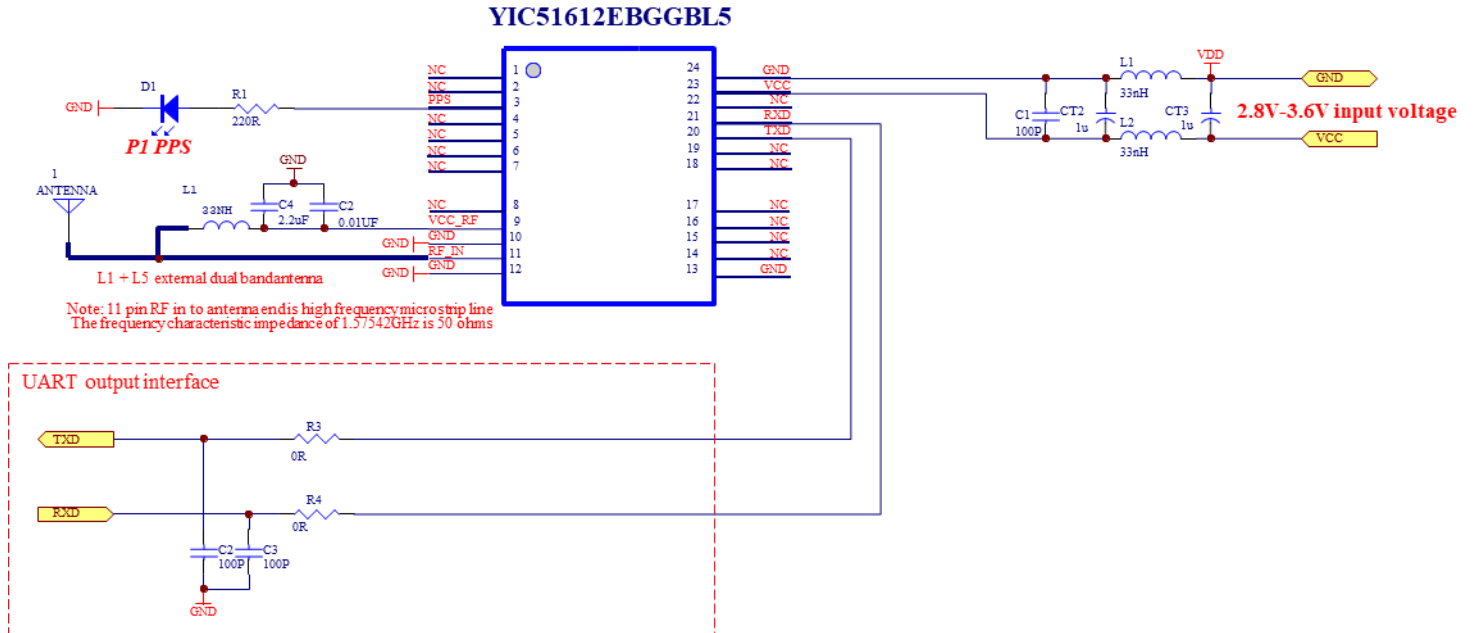 YIC51612EBGGBL5
D1
GND
R1
220R
P1 PPS
NC
NC
PPS
NC
NC
NC
NC
NC
VCC_RF
GND
RF_IN
GND
1
2
3
4
5
6
7
8
9
10
11
12
24
23
22
21
20
19
18
17
16
15
14
13
GND
VCC
NC
RXD
TXD
NC
NC
NC
NC
NC
NC
GND
1
ANTENNA
L1
33NH
GND
C4
2.2uF
C2
0.01UF
GND
GND
L1 + L5 external dual bandantenna
Note: 11 pin RF in to antenna end is high frequency microstrip line
The frequency characteristic impedance of 1.57542GHz is 50 ohms
C1
100P
CT2
1u
L1
33nH
L2
33nH
VDD
CT3
1u
GND
2.8V-3.6V input voltage
VCC
UART output interface
TXD
R3
0R
RXD
R4
0R
C2
100P
C3
100P
GND